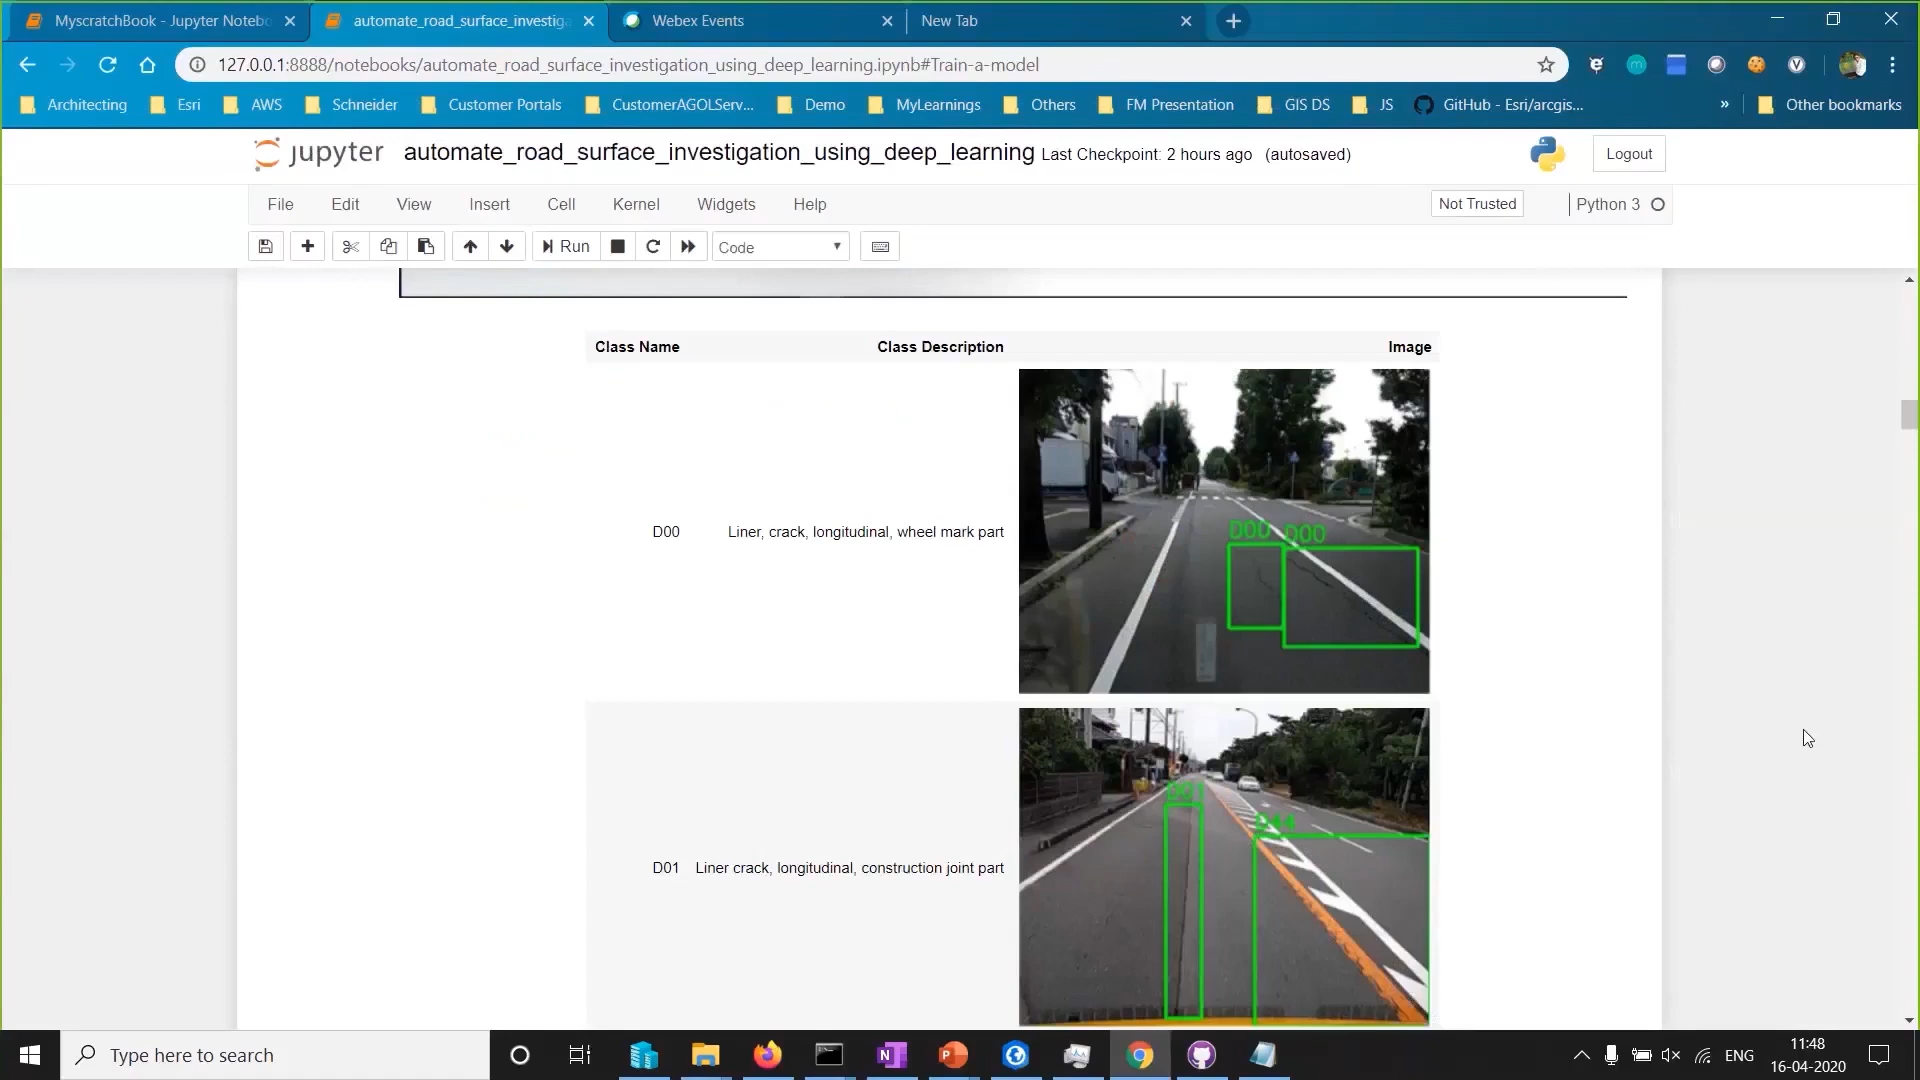 MyscratchBook - Jupyter Notebo
automate_road_surface_investiga
Webex Events
New Tab
127.0.0.1:8888/notebooks/automate_road_surface_investigation_using_deep_learning.ipynb#Train-a-model
Architecting
Esri
AWS
Schneider
Customer Portals
CustomerAGOLServ...
Demo
MyLearnings
Others
FM Presentation
GIS DS
JS
GitHub - Esri/arcgis...
»
Other bookmarks
jupyter
automate_road_surface_investigation_using_deep_learning Last Checkpoint: 2 hours ago (autosaved)
Logout
File Edit View Insert Cell Kernel Widgets Help
Not Trusted
Python 3
Run
Code
Class Name Class Description Image
D00 D00
D00 Liner, crack, longitudinal, wheel mark part
D44
D01 Liner crack, longitudinal, construction joint part
Type here to search
ENG
11:48
16-04-2020